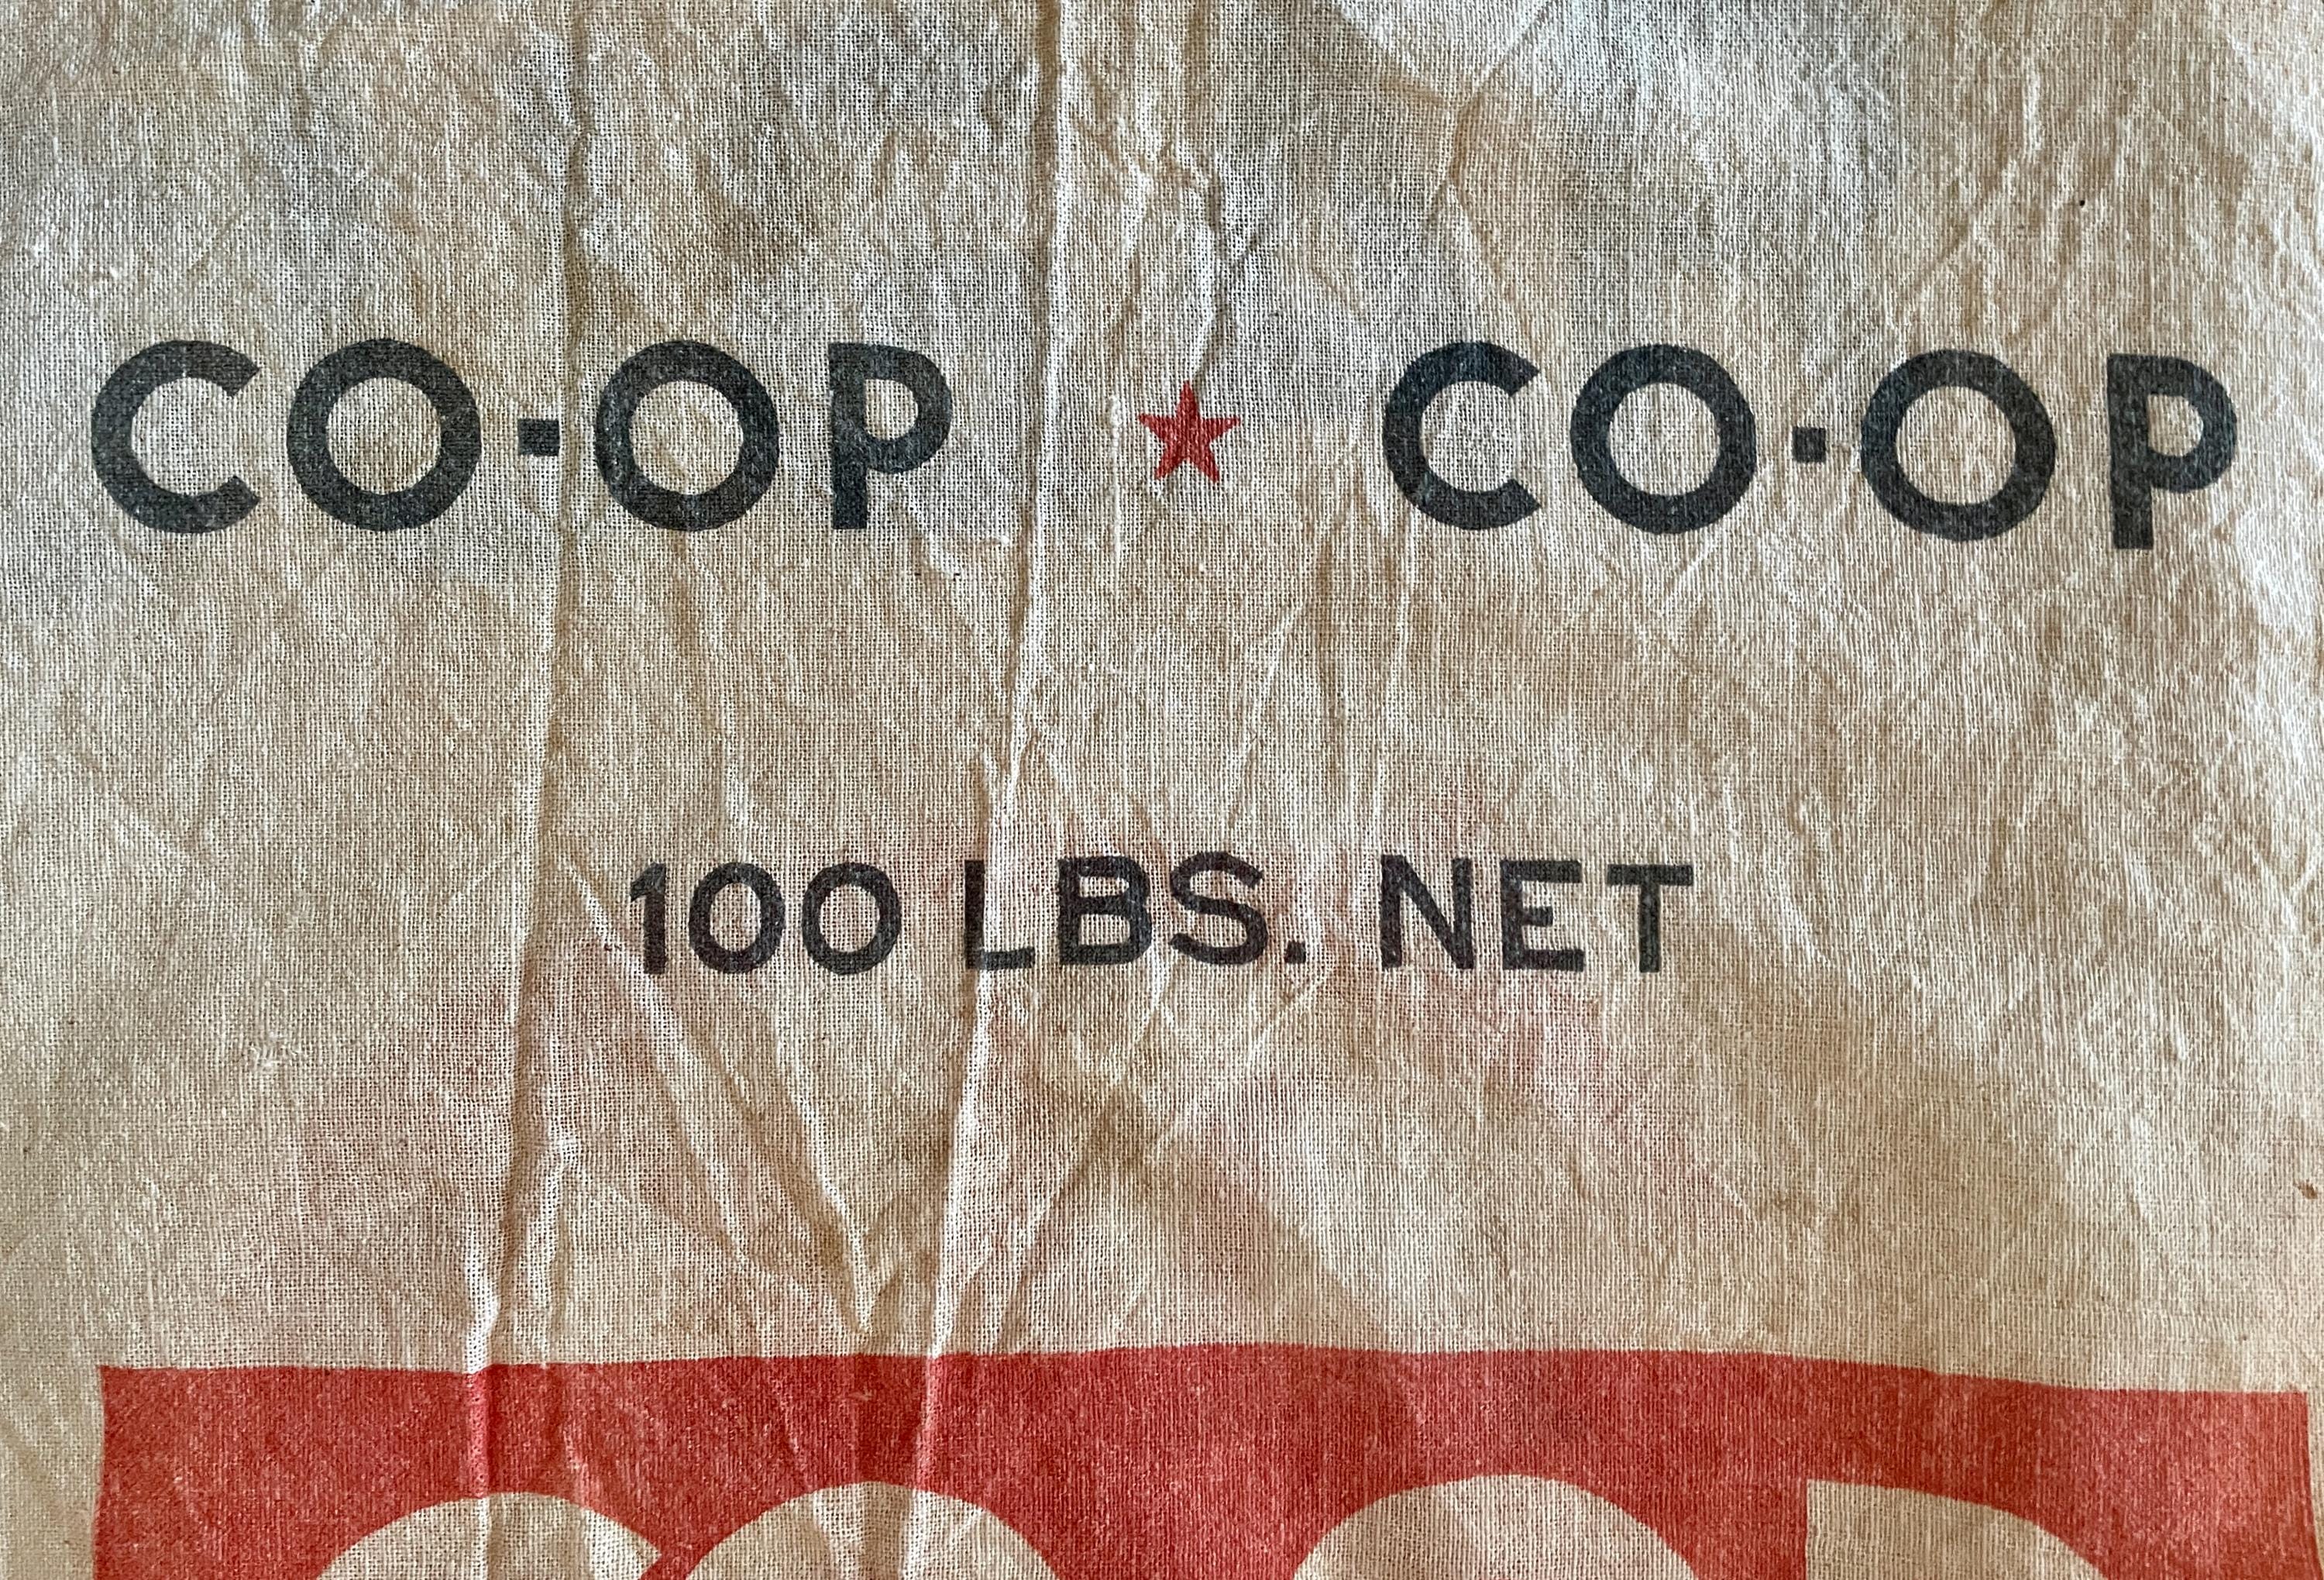 CO-OP ★ CO-OP
100 LBS. NET